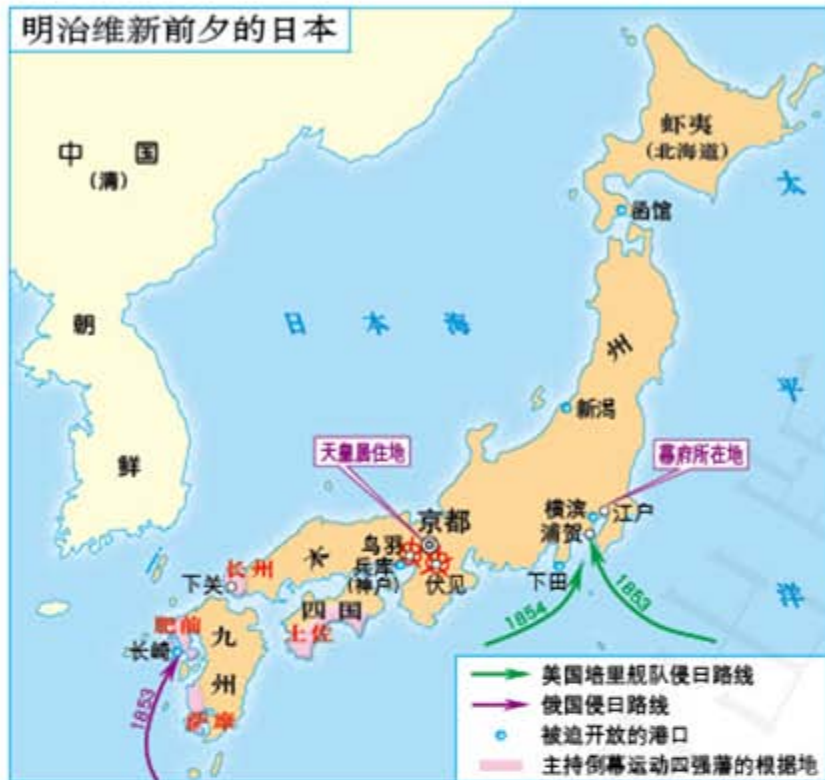 明治维新前夕的日本
中国
(清)
虾夷
(北海道)
函馆
太平洋
朝鲜
日本海
本州
新潟
天皇居住地
幕府所在地
京都
横滨
江户
浦贺
鸟羽
兵库
(神户)
伏见
下田
长州
下关
四国
土佐
肥前
长崎
九州
萨摩
1854
1853
1853
美国培里舰队侵日路线
俄国侵日路线
被迫开放的港口
主持倒幕运动四强藩的根据地